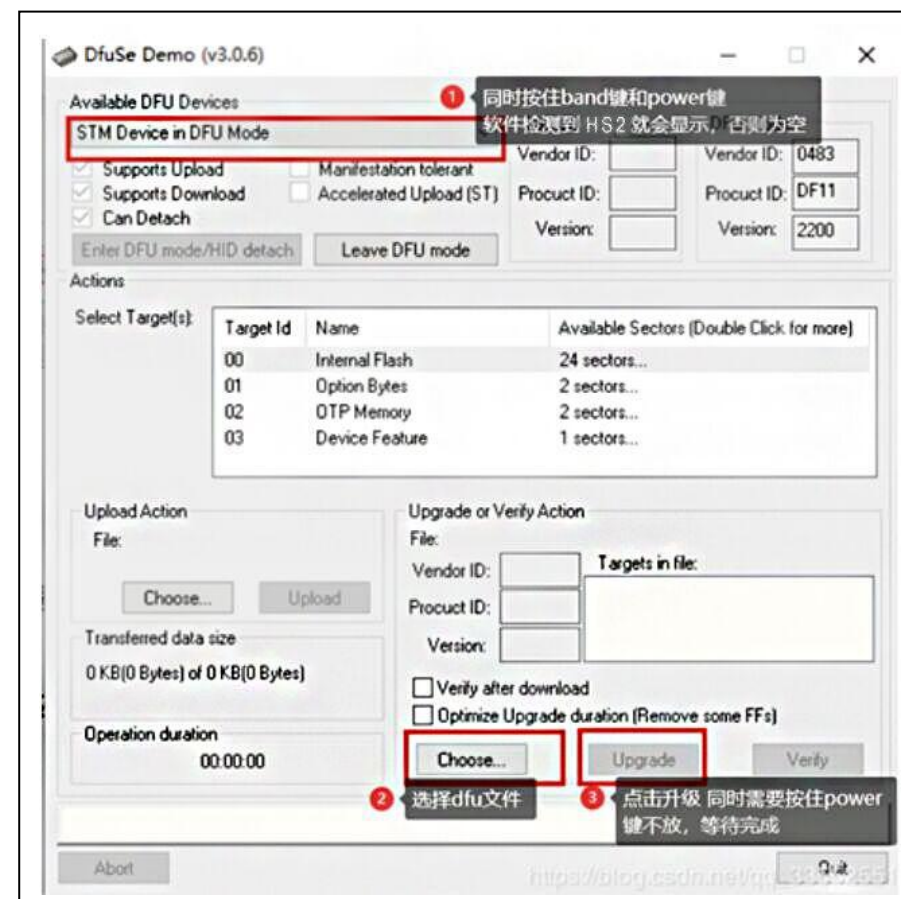 DfuSe Demo (v3.0.6)
Available DFU Devices
1 同时按住band键和power键
软件检测到 HS2 就会显示，否则为空
STM Device in DFU Mode
Supports Upload
Manifestation tolerant
Vendor ID:
Vendor ID: 0483
Supports Download
Accelerated Upload (ST)
Procuct ID:
Procuct ID: DF11
Can Detach
Version:
Version: 2200
Enter DFU mode/HID detach
Leave DFU mode
Actions
Select Target(s):
Target Id Name Available Sectors (Double Click for more)
00 Internal Flash 24 sectors...
01 Option Bytes 2 sectors...
02 OTP Memory 2 sectors...
03 Device Feature 1 sectors...
Upload Action
File:
Choose... Upload
Transferred data size
0 KB(0 Bytes) of 0 KB(0 Bytes)
Operation duration
00:00:00
Upgrade or Verify Action
File:
Vendor ID:
Targets in file:
Procuct ID:
Version:
Verify after download
Optimize Upgrade duration (Remove some FFs)
Choose... Upgrade Verify
2 选择dfu文件
3 点击升级 同时需要按住power
键不放，等待完成
Abort
Quit